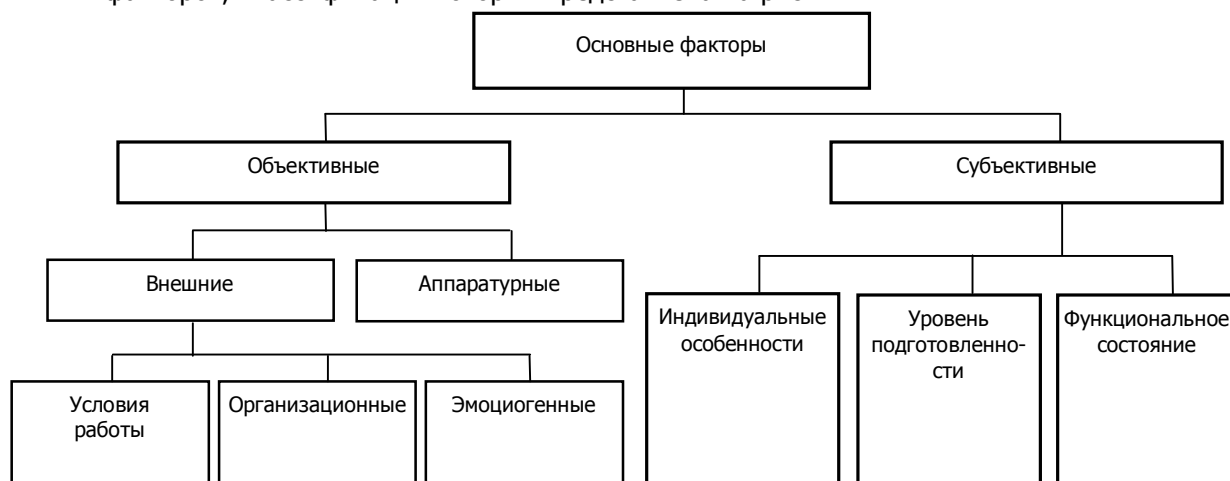 Основные факторы
Объективные
Субъективные
Внешние
Аппаратурные
Индивидуальные
особенности
Уровень
подготовленно-
сти
Функциональное
состояние
Условия
работы
Организационные
Эмоциогенные